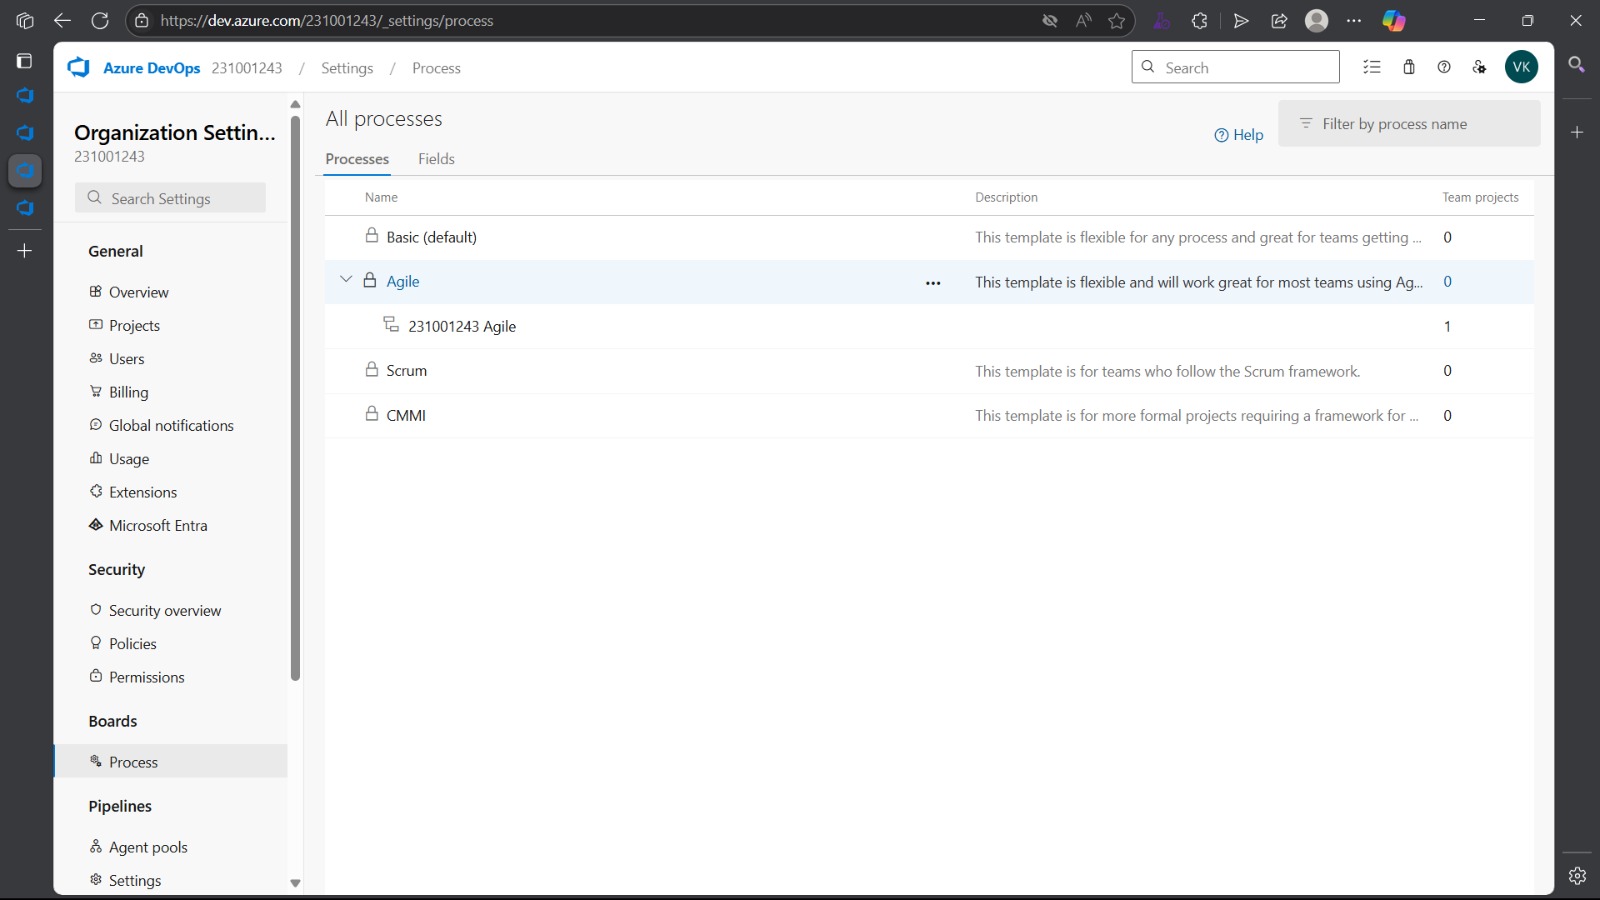 https://dev.azure.com/231001243/_settings/process
Azure DevOps 231001243 / Settings / Process
Search
VK
Organization Settin...
231001243
Search Settings
General
Overview
Projects
Users
Billing
Global notifications
Usage
Extensions
Microsoft Entra
Security
Security overview
Policies
Permissions
Boards
Process
Pipelines
Agent pools
Settings
All processes
Help
Filter by process name
Processes Fields
Name Description Team projects
Basic (default) This template is flexible for any process and great for teams getting ... 0
Agile ... This template is flexible and will work great for most teams using Ag... 0
231001243 Agile 1
Scrum This template is for teams who follow the Scrum framework. 0
CMMI This template is for more formal projects requiring a framework for ... 0